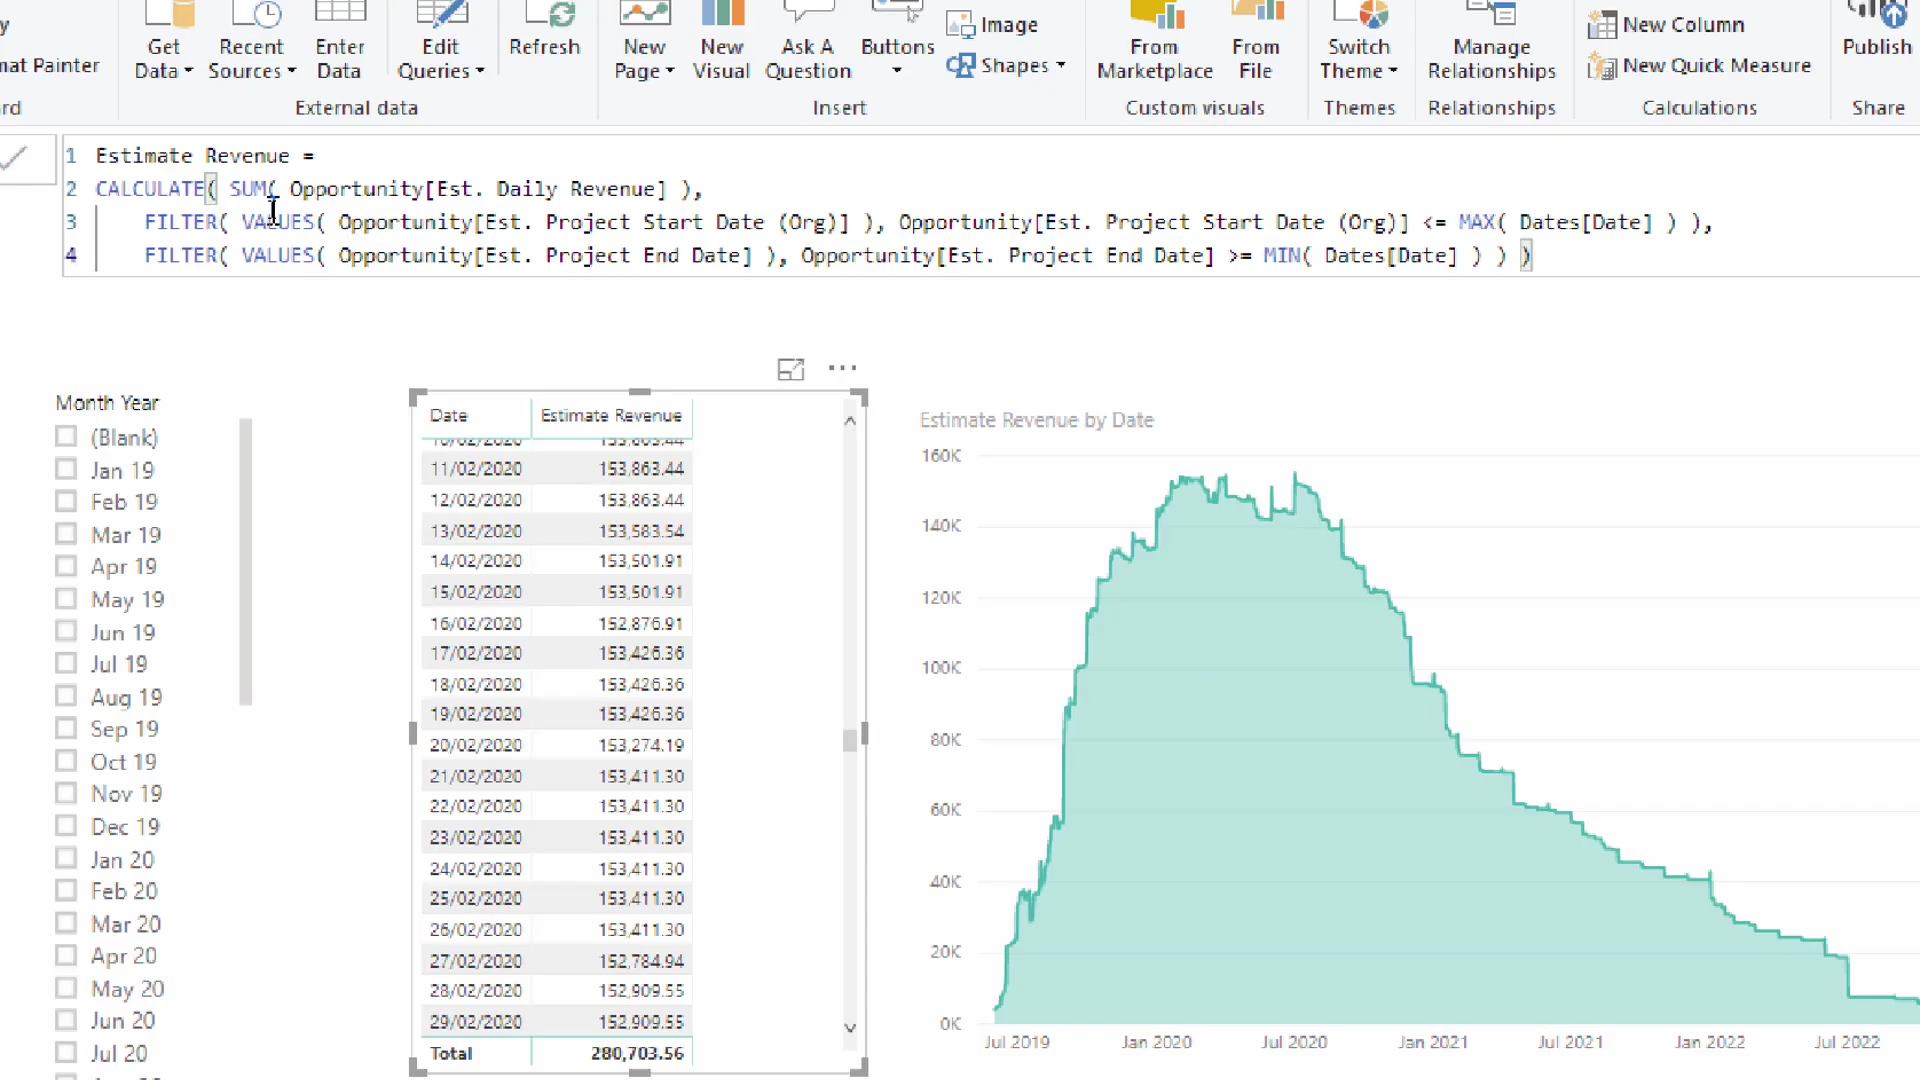 Get Data
Recent Sources
Enter Data
Edit Queries
Refresh
New Page
New Visual
Ask A Question
Buttons
Image
Shapes
From Marketplace
From File
Switch Theme
Manage Relationships
New Column
New Quick Measure
Publish
mat Painter
rd
External data
Insert
Custom visuals
Themes
Relationships
Calculations
Share
1 Estimate Revenue =
2 CALCULATE( SUM( Opportunity[Est. Daily Revenue] ),
3 FILTER( VALUES( Opportunity[Est. Project Start Date (Org)] ), Opportunity[Est. Project Start Date (Org)] <= MAX( Dates[Date] ) ),
4 FILTER( VALUES( Opportunity[Est. Project End Date] ), Opportunity[Est. Project End Date] >= MIN( Dates[Date] ) ) )
Month Year
(Blank)
Jan 19
Feb 19
Mar 19
Apr 19
May 19
Jun 19
Jul 19
Aug 19
Sep 19
Oct 19
Nov 19
Dec 19
Jan 20
Feb 20
Mar 20
Apr 20
May 20
Jun 20
Jul 20
Date Estimate Revenue
10/02/2020 153,863.44
11/02/2020 153,863.44
12/02/2020 153,863.44
13/02/2020 153,583.54
14/02/2020 153,501.91
15/02/2020 153,501.91
16/02/2020 152,876.91
17/02/2020 153,426.36
18/02/2020 153,426.36
19/02/2020 153,426.36
20/02/2020 153,274.19
21/02/2020 153,411.30
22/02/2020 153,411.30
23/02/2020 153,411.30
24/02/2020 153,411.30
25/02/2020 153,411.30
26/02/2020 153,411.30
27/02/2020 152,784.94
28/02/2020 152,909.55
29/02/2020 152,909.55
Total 280,703.56
Estimate Revenue by Date
160K
140K
120K
100K
80K
60K
40K
20K
0K
Jul 2019
Jan 2020
Jul 2020
Jan 2021
Jul 2021
Jan 2022
Jul 2022